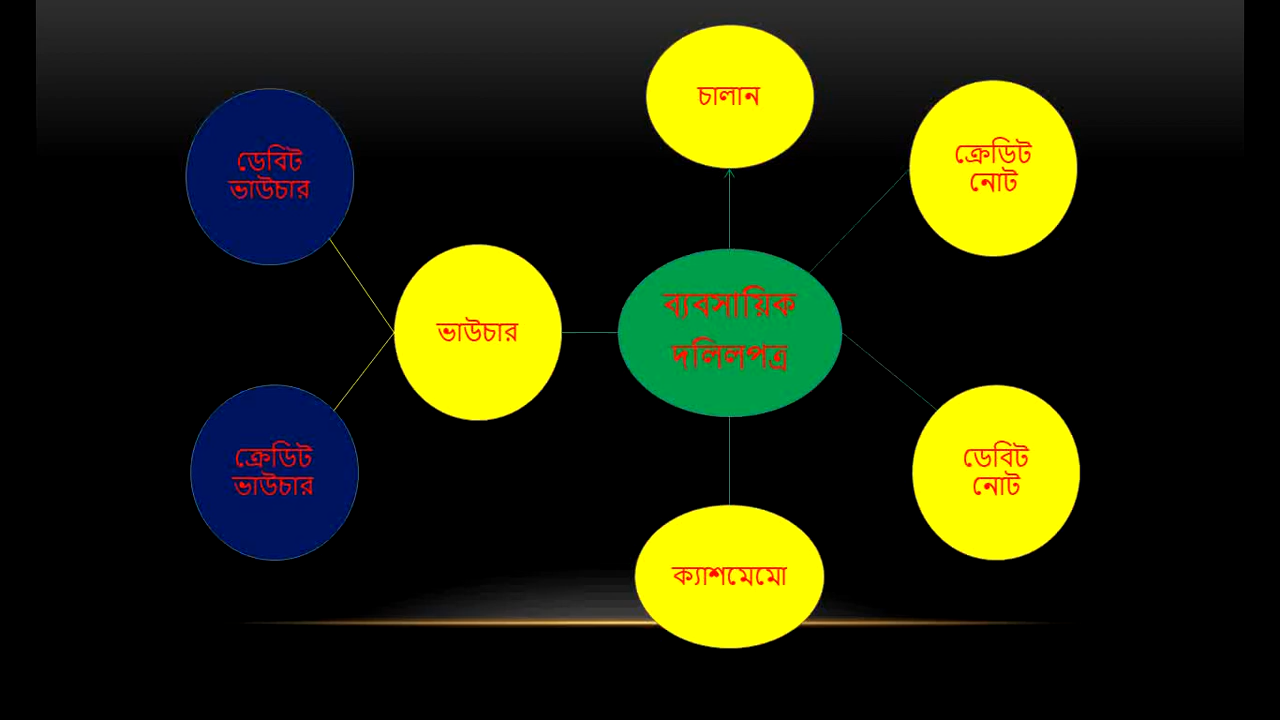 চালান
ক্রেডিট
নোট
ডেবিট
ভাউচার
ভাউচার
ব্যবসায়িক
দলিলপত্র
ক্রেডিট
ভাউচার
ডেবিট
নোট
ক্যাশমেমো